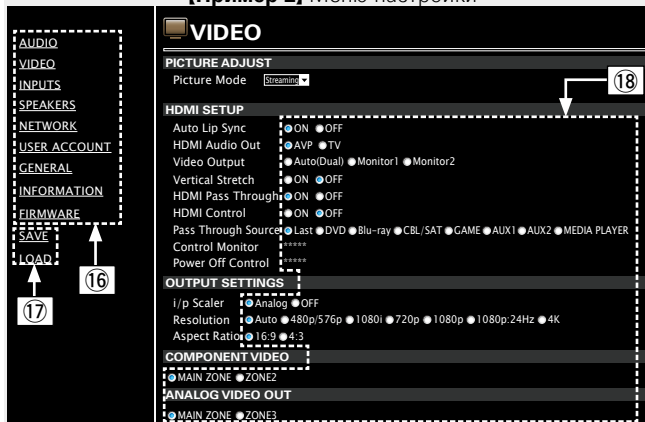 [Пример 2] Меню настройки
AUDIO
VIDEO
INPUTS
SPEAKERS
NETWORK
USER ACCOUNT
GENERAL
INFORMATION
FIRMWARE
SAVE
LOAD
16
17
VIDEO
PICTURE ADJUST
Picture Mode Streaming
18
HDMI SETUP
Auto Lip Sync ON OFF
HDMI Audio Out AVP TV
Video Output Auto(Dual) Monitor1 Monitor2
Vertical Stretch ON OFF
HDMI Pass Through ON OFF
HDMI Control ON OFF
Pass Through Source Last DVD Blu-ray CBL/SAT GAME AUX1 AUX2 MEDIA PLAYER
Control Monitor *****
Power Off Control *****
OUTPUT SETTINGS
i/p Scaler Analog OFF
Resolution Auto 480p/576p 1080i 720p 1080p 1080p:24Hz 4K
Aspect Ratio 16:9 4:3
COMPONENT VIDEO
MAIN ZONE ZONE2
ANALOG VIDEO OUT
MAIN ZONE ZONE3